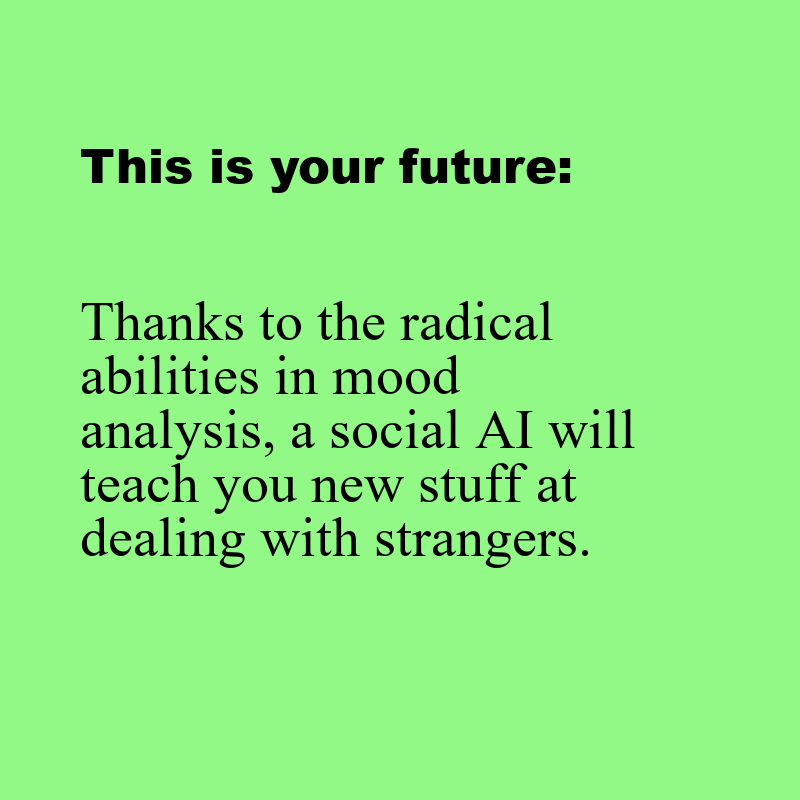 This is your future:
Thanks to the radical
abilities in mood
analysis, a social AI will
teach you new stuff at
dealing with strangers.